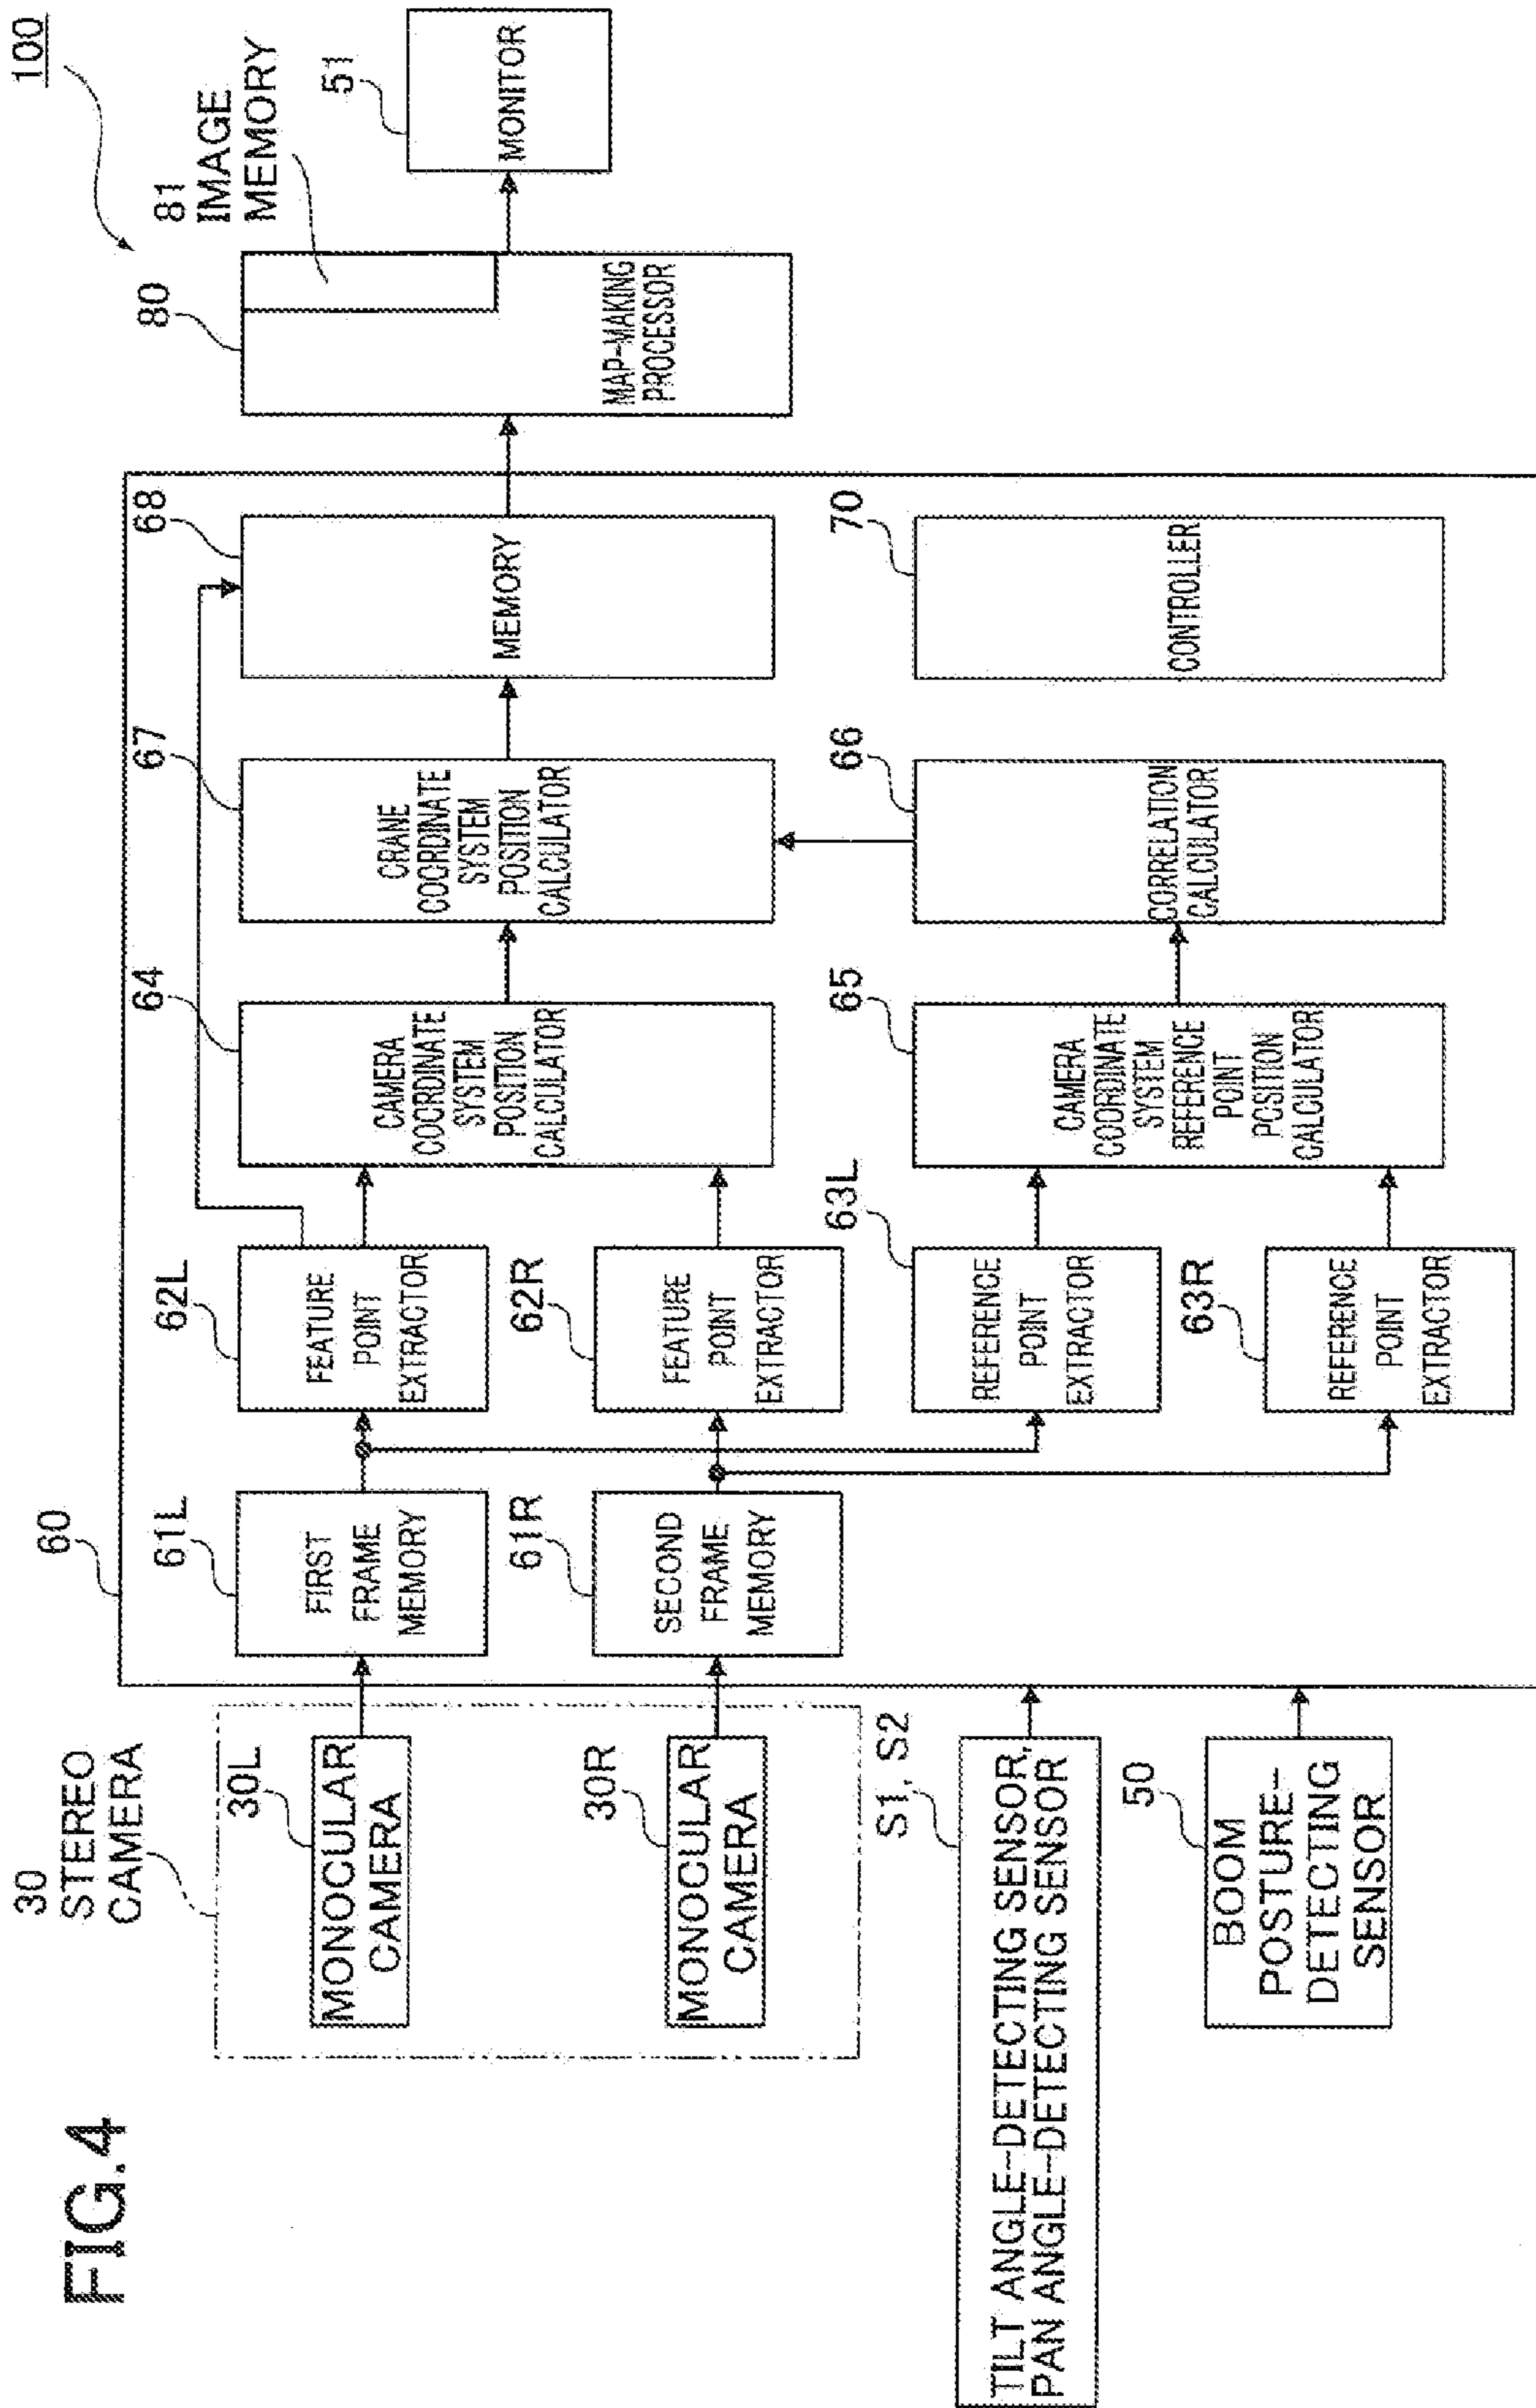 FIG.4
100
30
STEREO
CAMERA
30L
MONOCULAR
CAMERA
30R
MONOCULAR
CAMERA
S1, S2
TILT ANGLE-DETECTING SENSOR,
PAN ANGLE-DETECTING SENSOR
50
BOOM
POSTURE-
DETECTING
SENSOR
60
61L
FIRST
FRAME
MEMORY
61R
SECOND
FRAME
MEMORY
62L
FEATURE
POINT
EXTRACTOR
62R
FEATURE
POINT
EXTRACTOR
63L
REFERENCE
POINT
EXTRACTOR
63R
REFERENCE
POINT
EXTRACTOR
64
CAMERA
COORDINATE
SYSTEM
POSITION
CALCULATOR
65
CAMERA
COORDINATE
SYSTEM
REFERENCE
POINT
POSITION
CALCULATOR
67
CRANE
COORDINATE
SYSTEM
POSITION
CALCULATOR
66
CORRELATION
CALCULATOR
68
MEMORY
70
CONTROLLER
80
MAP-MAKING
PROCESSOR
81
IMAGE
MEMORY
51
MONITOR